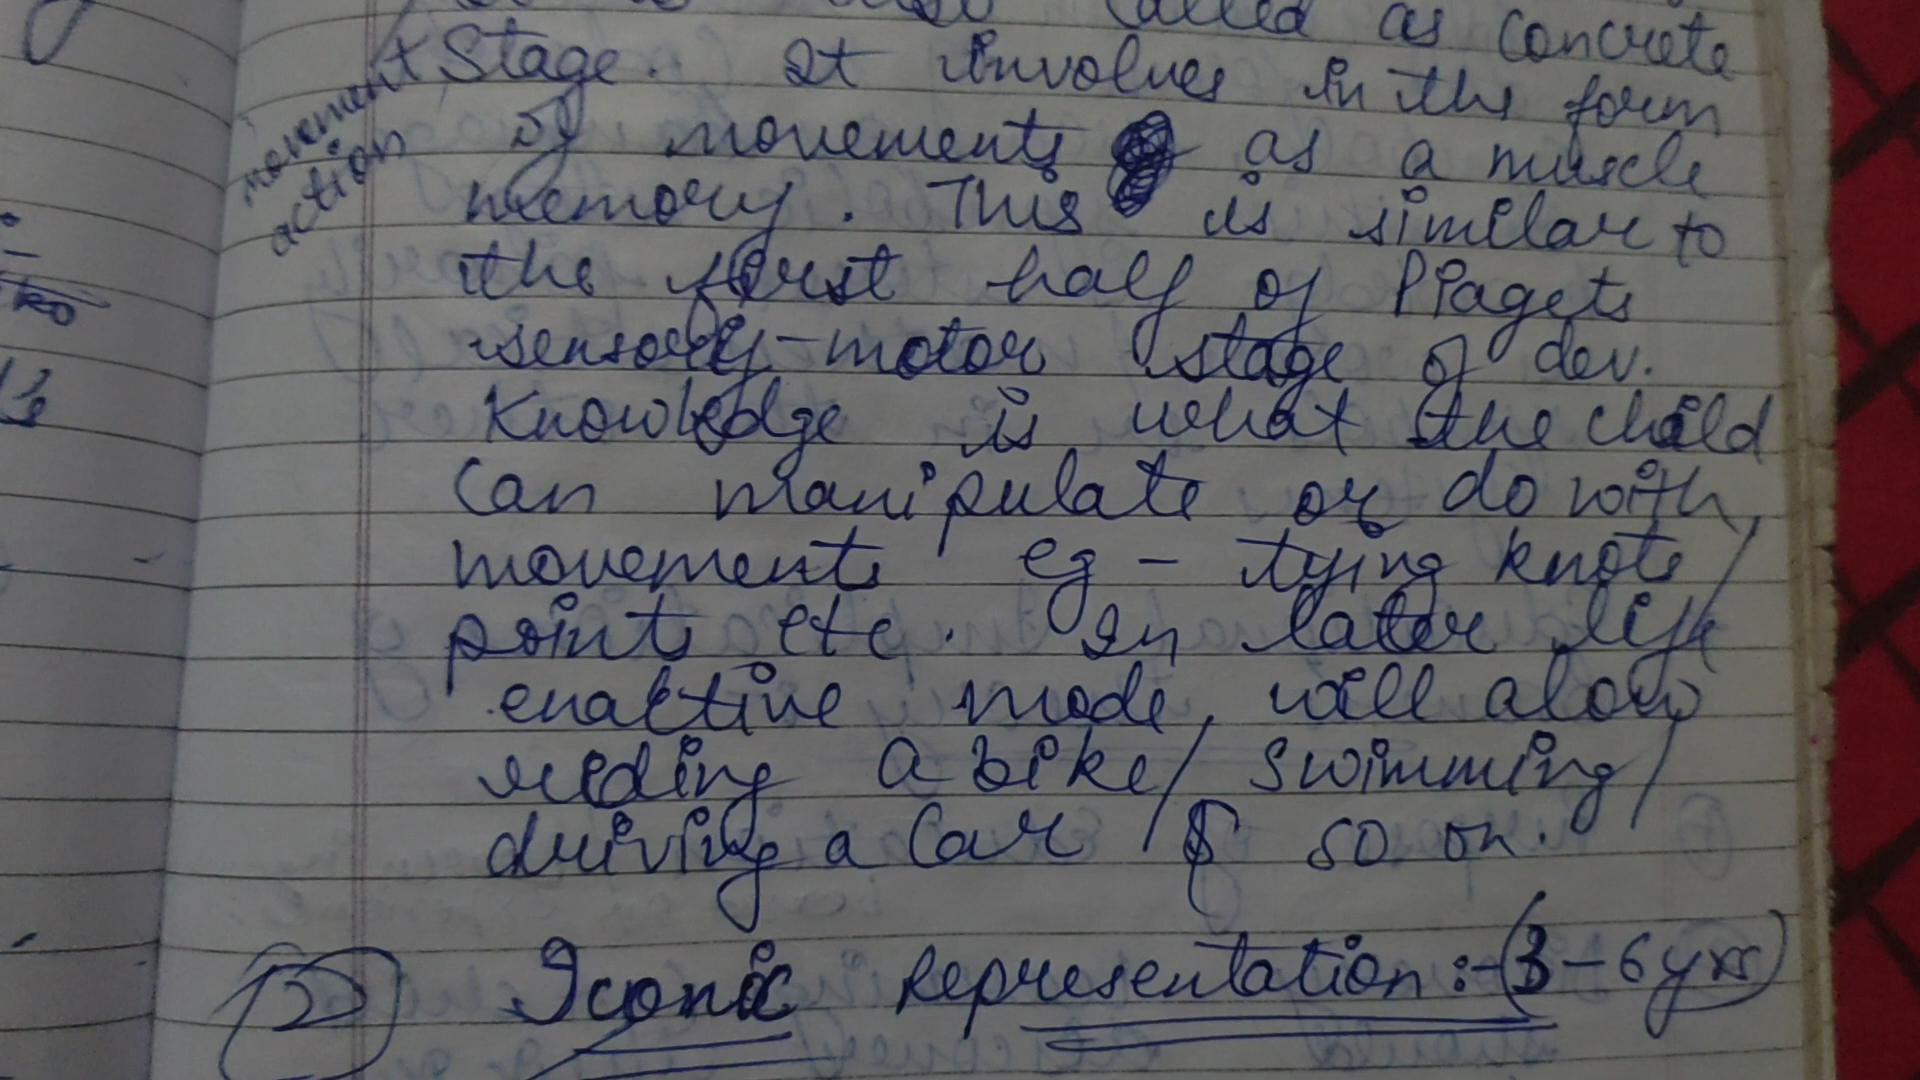 called as concrete
Stage. It involves in the form
of movements as a muscle
memory. This is similar to
the first half of Piagets
sensory-motor stage of dev.
Knowledge is what the child
can manipulate or do with
movements eg - tying knots/
points etc. In later life
enaktive mode, will alow
riding a bike/ swimming/
driving a car / & so on.
movement
action
2) Iconic representation :- (3-6 yrs)